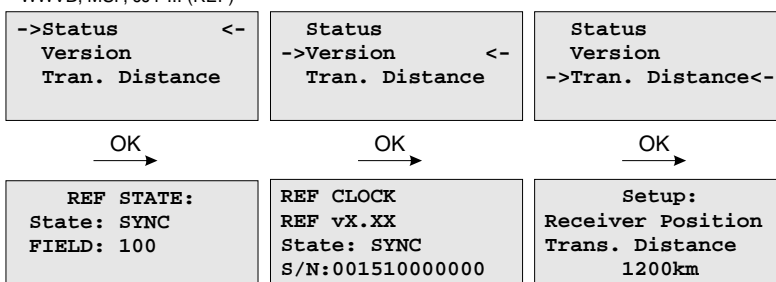 ->Status <-
Version
Tran. Distance
Status
->Version <-
Tran. Distance
Status
Version
->Tran. Distance<-
OK
OK
OK
REF STATE:
State: SYNC
FIELD: 100
REF CLOCK
REF vX.XX
State: SYNC
S/N:001510000000
Setup:
Receiver Position
Trans. Distance
1200km